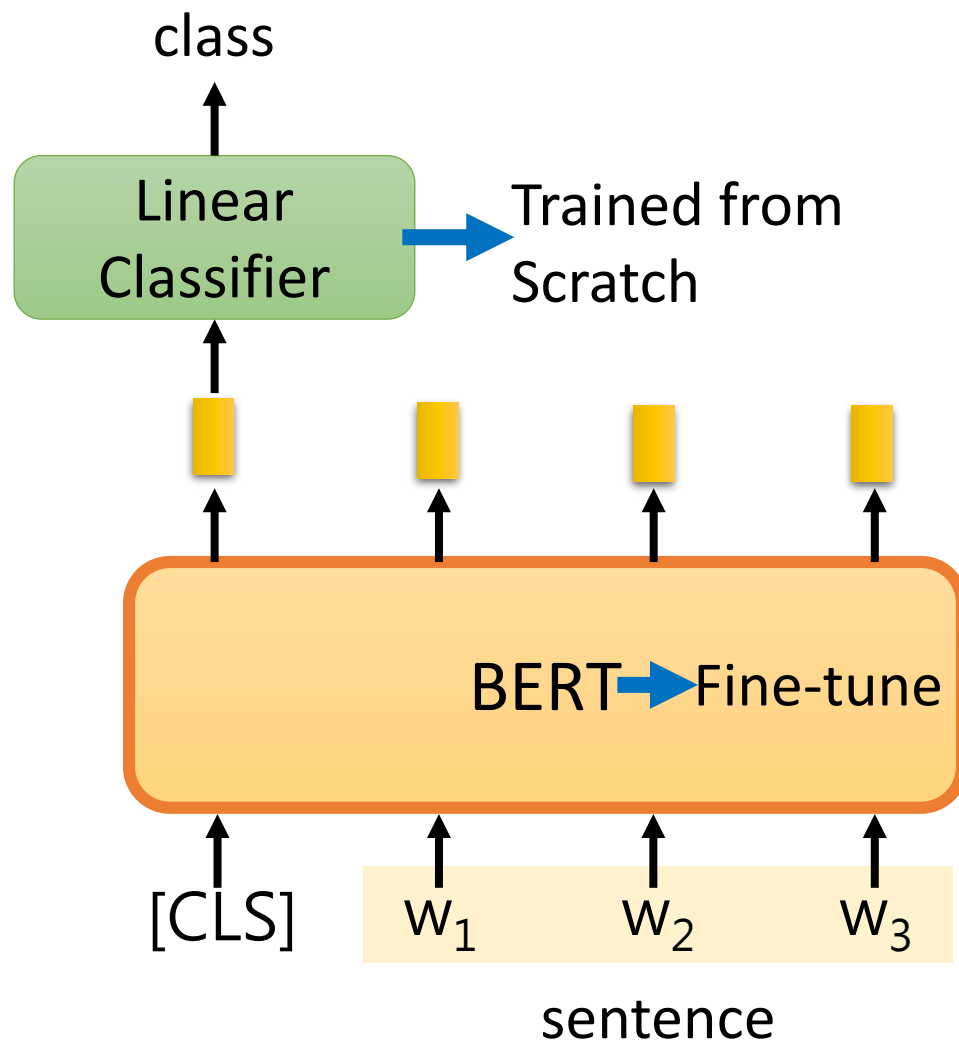 class
Linear
Classifier
Trained from
Scratch
BERT Fine-tune
[CLS] w₁ w₂ w₃
sentence